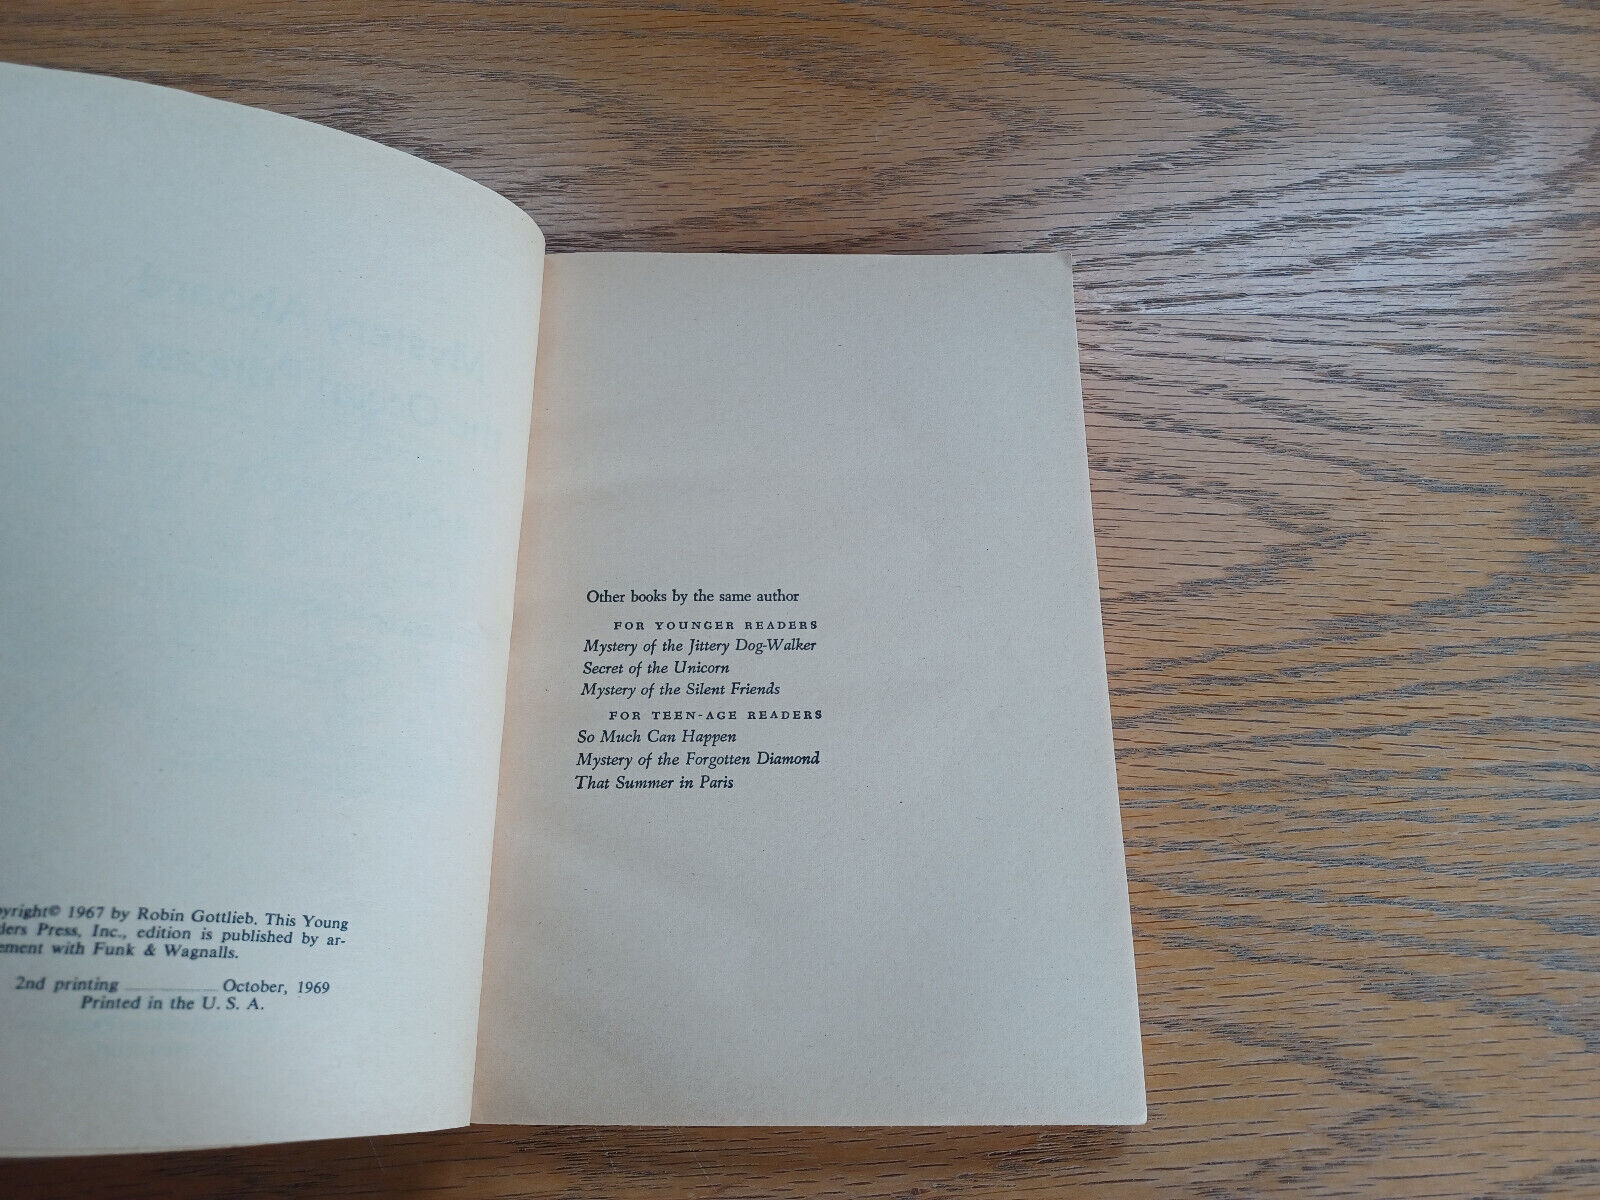 pyright© 1967 by Robin Gottlieb. This Young
ders Press, Inc., edition is published by ar-
ement with Funk & Wagnalls.
2nd printing ____________ October, 1969
Printed in the U. S. A.
Other books by the same author
FOR YOUNGER READERS
Mystery of the Jittery Dog-Walker
Secret of the Unicorn
Mystery of the Silent Friends
FOR TEEN-AGE READERS
So Much Can Happen
Mystery of the Forgotten Diamond
That Summer in Paris